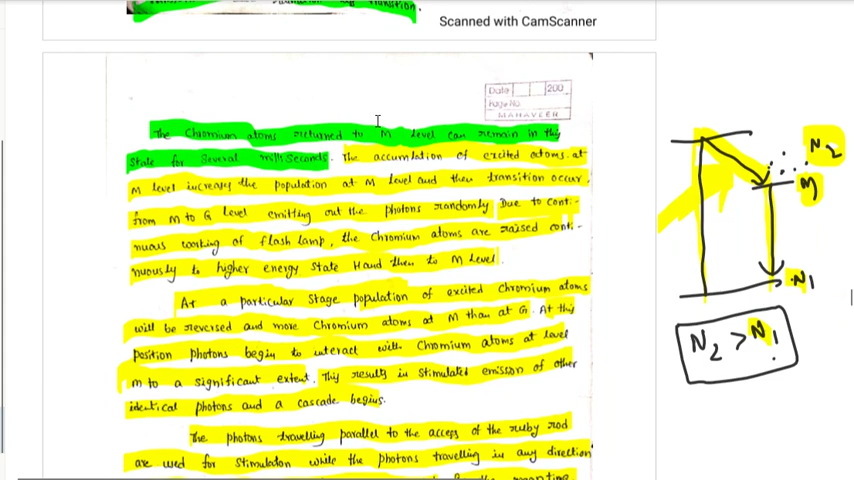 transition.
Scanned with CamScanner
Date 200
Page No.
MAHAVEER
The Chromium atoms returned to M level can remain in this
state for several milliseconds. The accumulation of excited atoms at
M level increases the population at M level and then transition occur
from M to G level emitting out the photons randomly Due to conti-
nuous working of flash lamp, the chromium atoms are raised conti-
nuously to higher energy state H and then to M level.
At a particular stage population of excited chromium atoms
will be reversed and more chromium atoms at M than at G. At this
position photons begin to interact with chromium atoms at level
m to a significant extent. This results in stimulated emission of other
identical photons and a cascade begins.
The photons travelling parallel to the access of the ruby rod
are used for stimulation while the photons travelling in any direction
N2
M
N1
N2 > N1